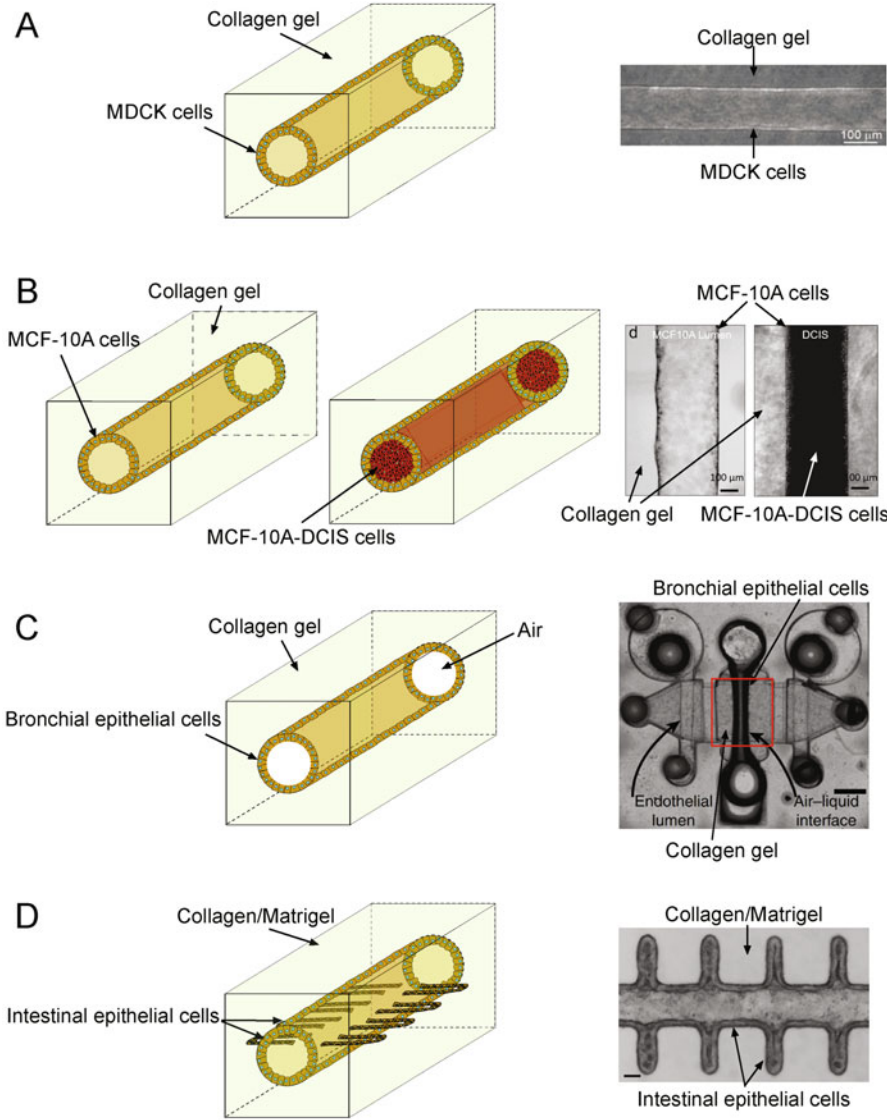 A
Collagen gel
MDCK cells
Collagen gel
100 µm
MDCK cells
B
Collagen gel
MCF-10A cells
MCF-10A-DCIS cells
MCF-10A cells
d
MCF10A Lumen
DCIS
100 µm
100 µm
Collagen gel
MCF-10A-DCIS cells
C
Collagen gel
Air
Bronchial epithelial cells
Bronchial epithelial cells
Endothelial
lumen
Air–liquid
interface
Collagen gel
D
Collagen/Matrigel
Intestinal epithelial cells
Collagen/Matrigel
Intestinal epithelial cells